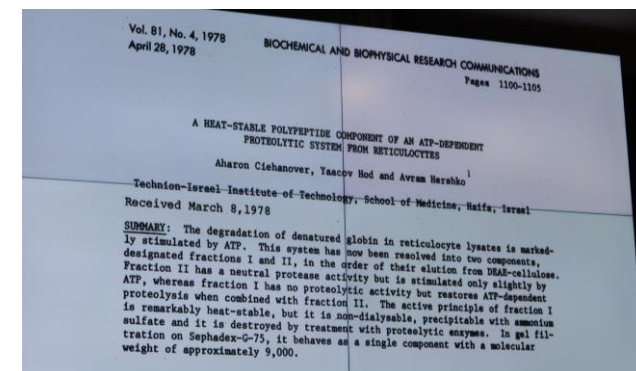 Vol. 81, No. 4, 1978
BIOCHEMICAL AND BIOPHYSICAL RESEARCH COMMUNICATIONS
April 28, 1978
Pages 1100-1105
A HEAT-STABLE POLYPEPTIDE COMPONENT OF AN ATP-DEPENDENT
PROTEOLYTIC SYSTEM FROM RETICULOCYTES
Aharon Ciehanover, Yaacov Hod and Avram Hershko1
Technion-Israel Institute of Technology, School of Medicine, Haifa, Israel
Received March 8,1978
SUMMARY: The degradation of denatured globin in reticulocyte lysates is marked-
ly stimulated by ATP. This system has now been resolved into two components,
designated fractions I and II, in the order of their elution from DEAE-cellulose.
Fraction II has a neutral protease activity but is stimulated only slightly by
ATP, whereas fraction I has no proteolytic activity but restores ATP-dependent
proteolysis when combined with fraction II. The active principle of fraction I
is remarkably heat-stable, but it is non-dialysable, precipitable with ammonium
sulfate and it is destroyed by treatment with proteolytic enzymes. In gel fil-
tration on Sephadex-G-75, it behaves as a single component with a molecular
weight of approximately 9,000.